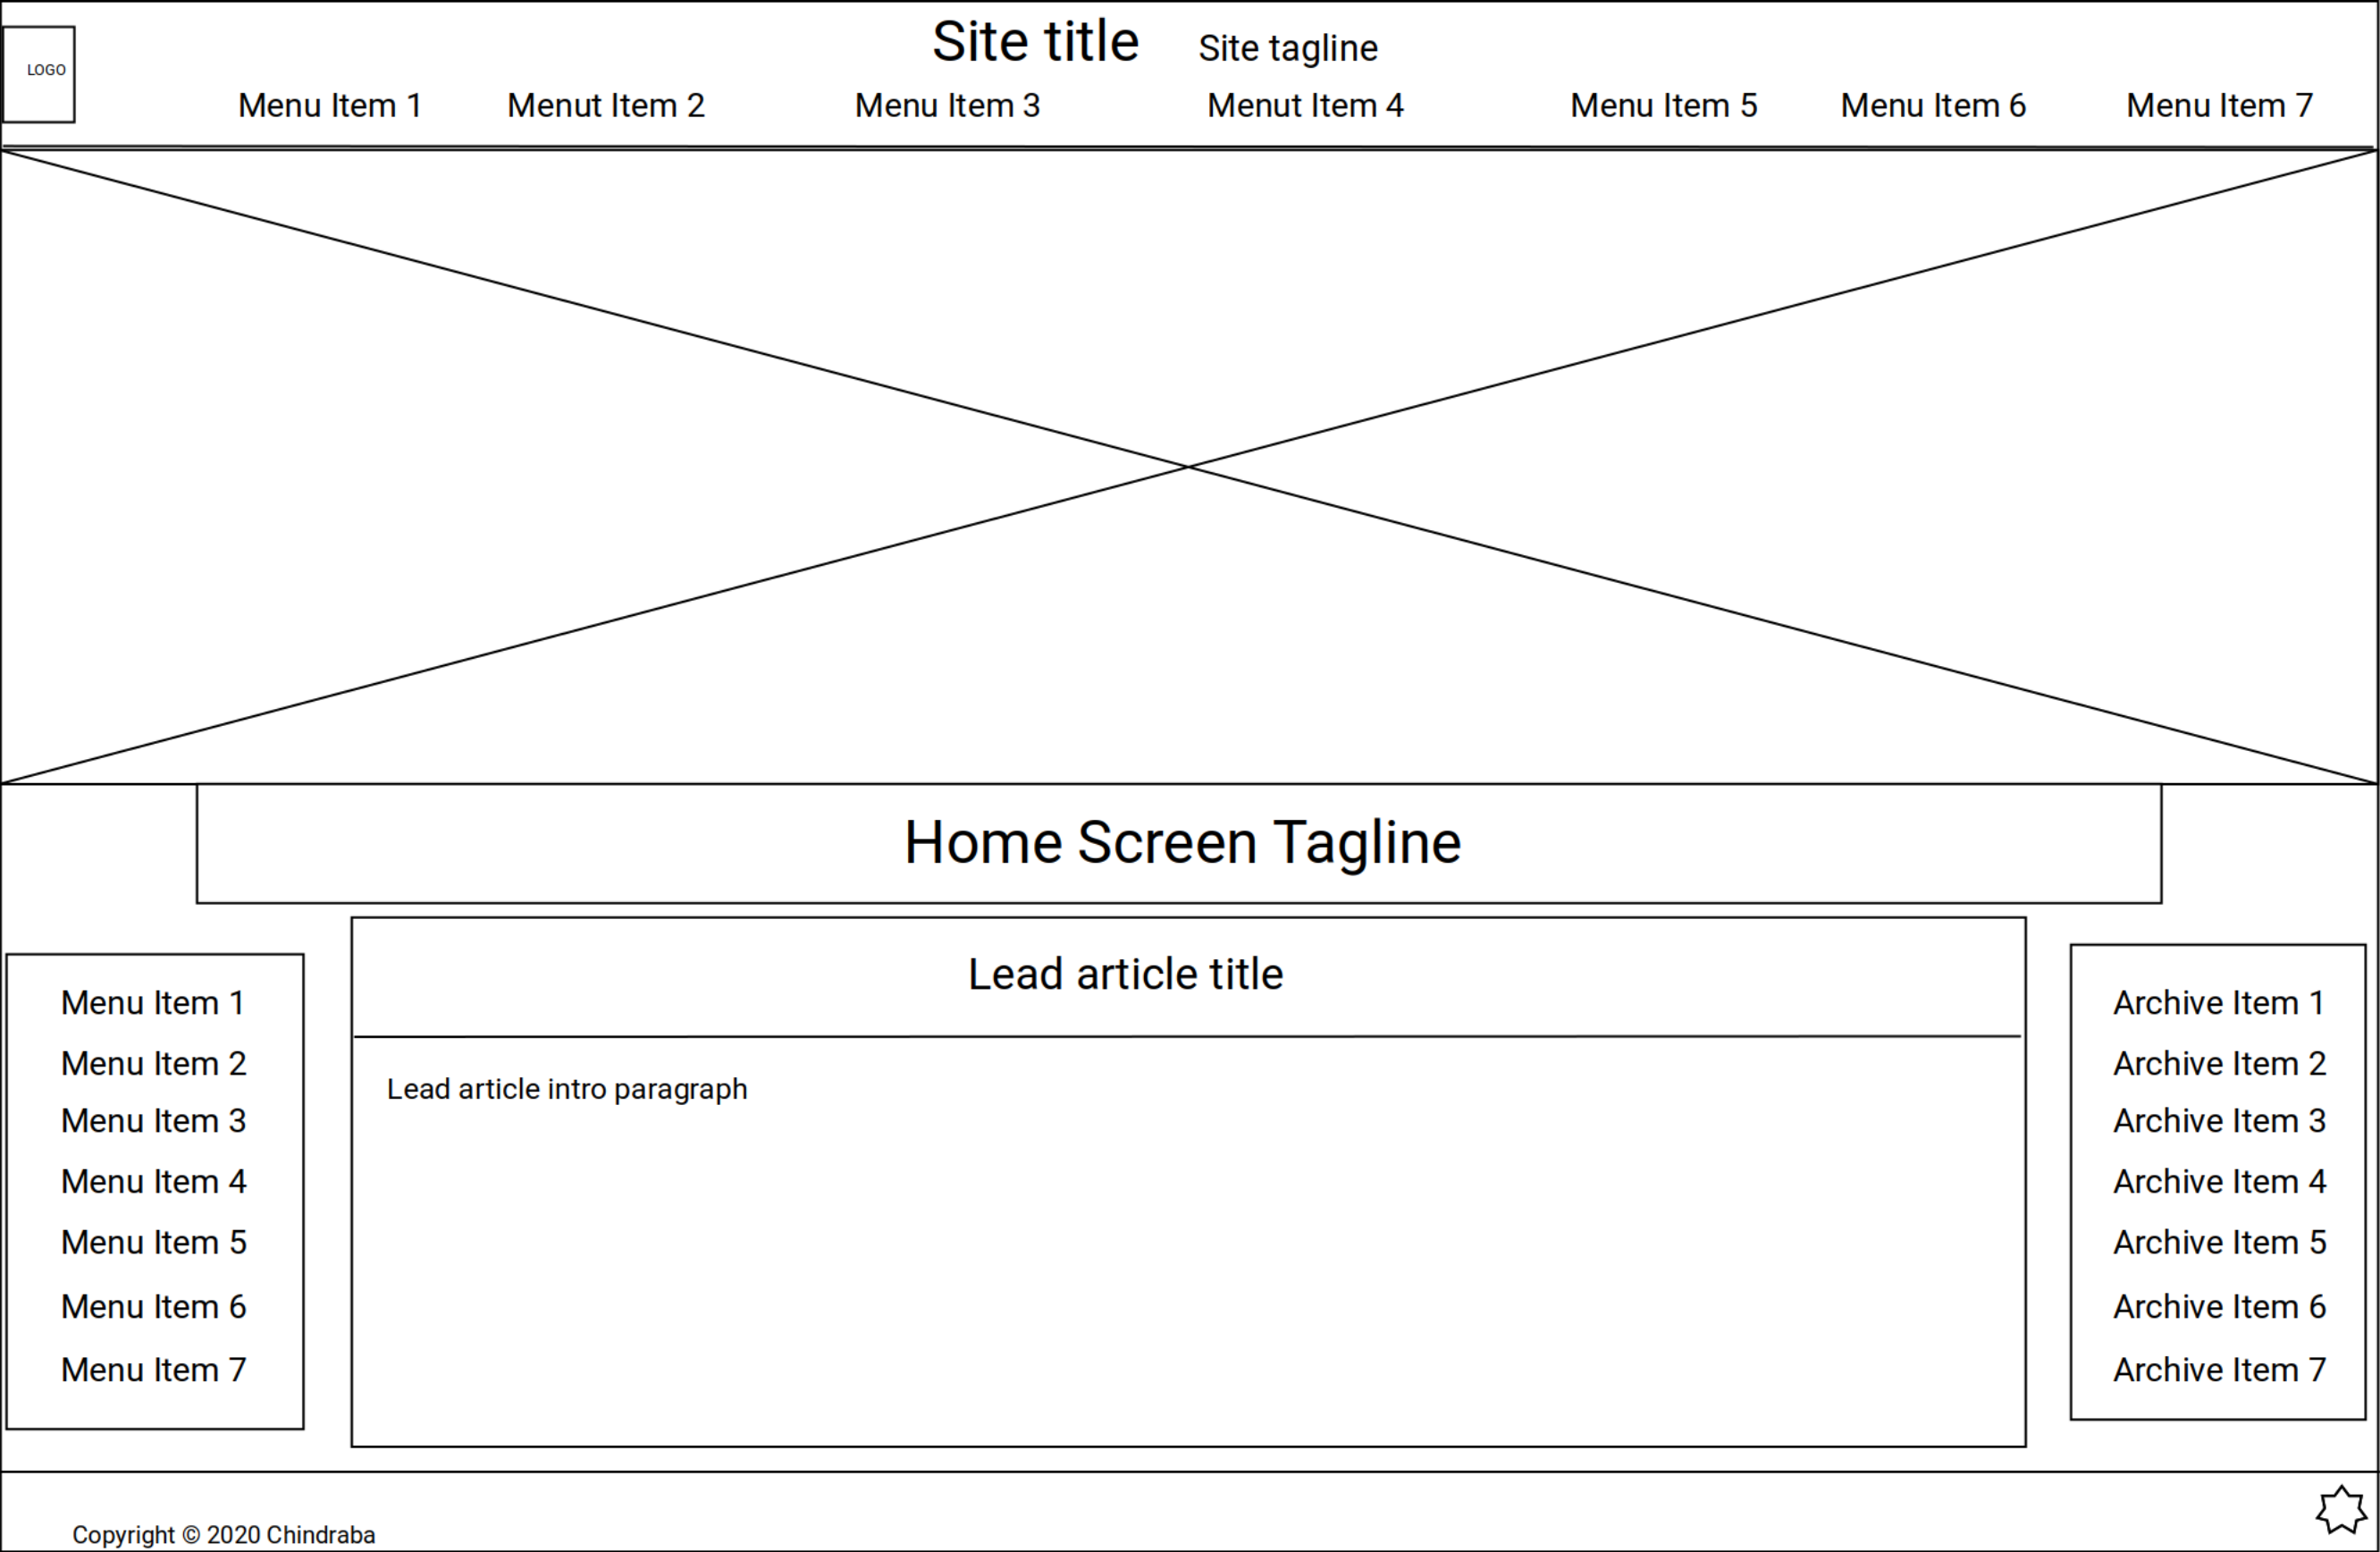 Site title Site tagline
LOGO
Menu Item 1 Menut Item 2 Menu Item 3 Menut Item 4 Menu Item 5 Menu Item 6 Menu Item 7
Home Screen Tagline
Lead article title
Lead article intro paragraph
Menu Item 1
Menu Item 2
Menu Item 3
Menu Item 4
Menu Item 5
Menu Item 6
Menu Item 7
Archive Item 1
Archive Item 2
Archive Item 3
Archive Item 4
Archive Item 5
Archive Item 6
Archive Item 7
Copyright © 2020 Chindraba